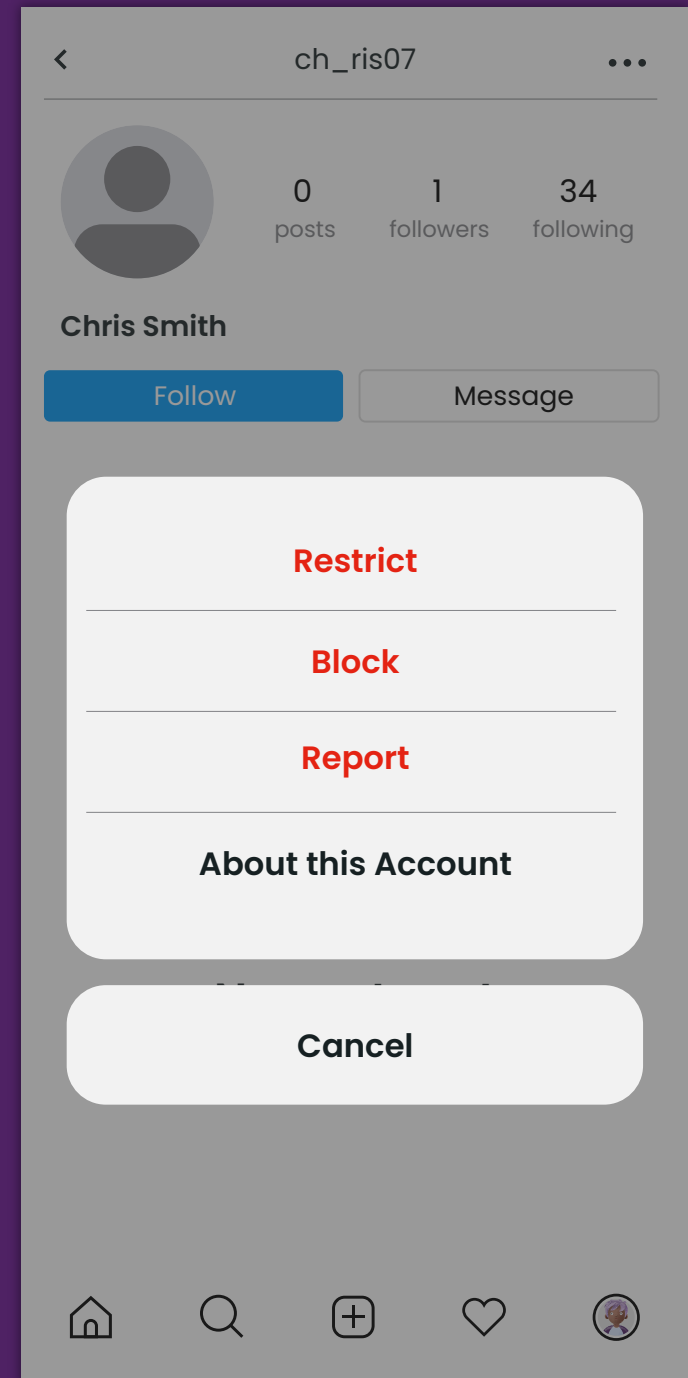 ch_ris07
0 1 34
posts followers following
Chris Smith
Follow Message
Restrict
Block
Report
About this Account
Cancel